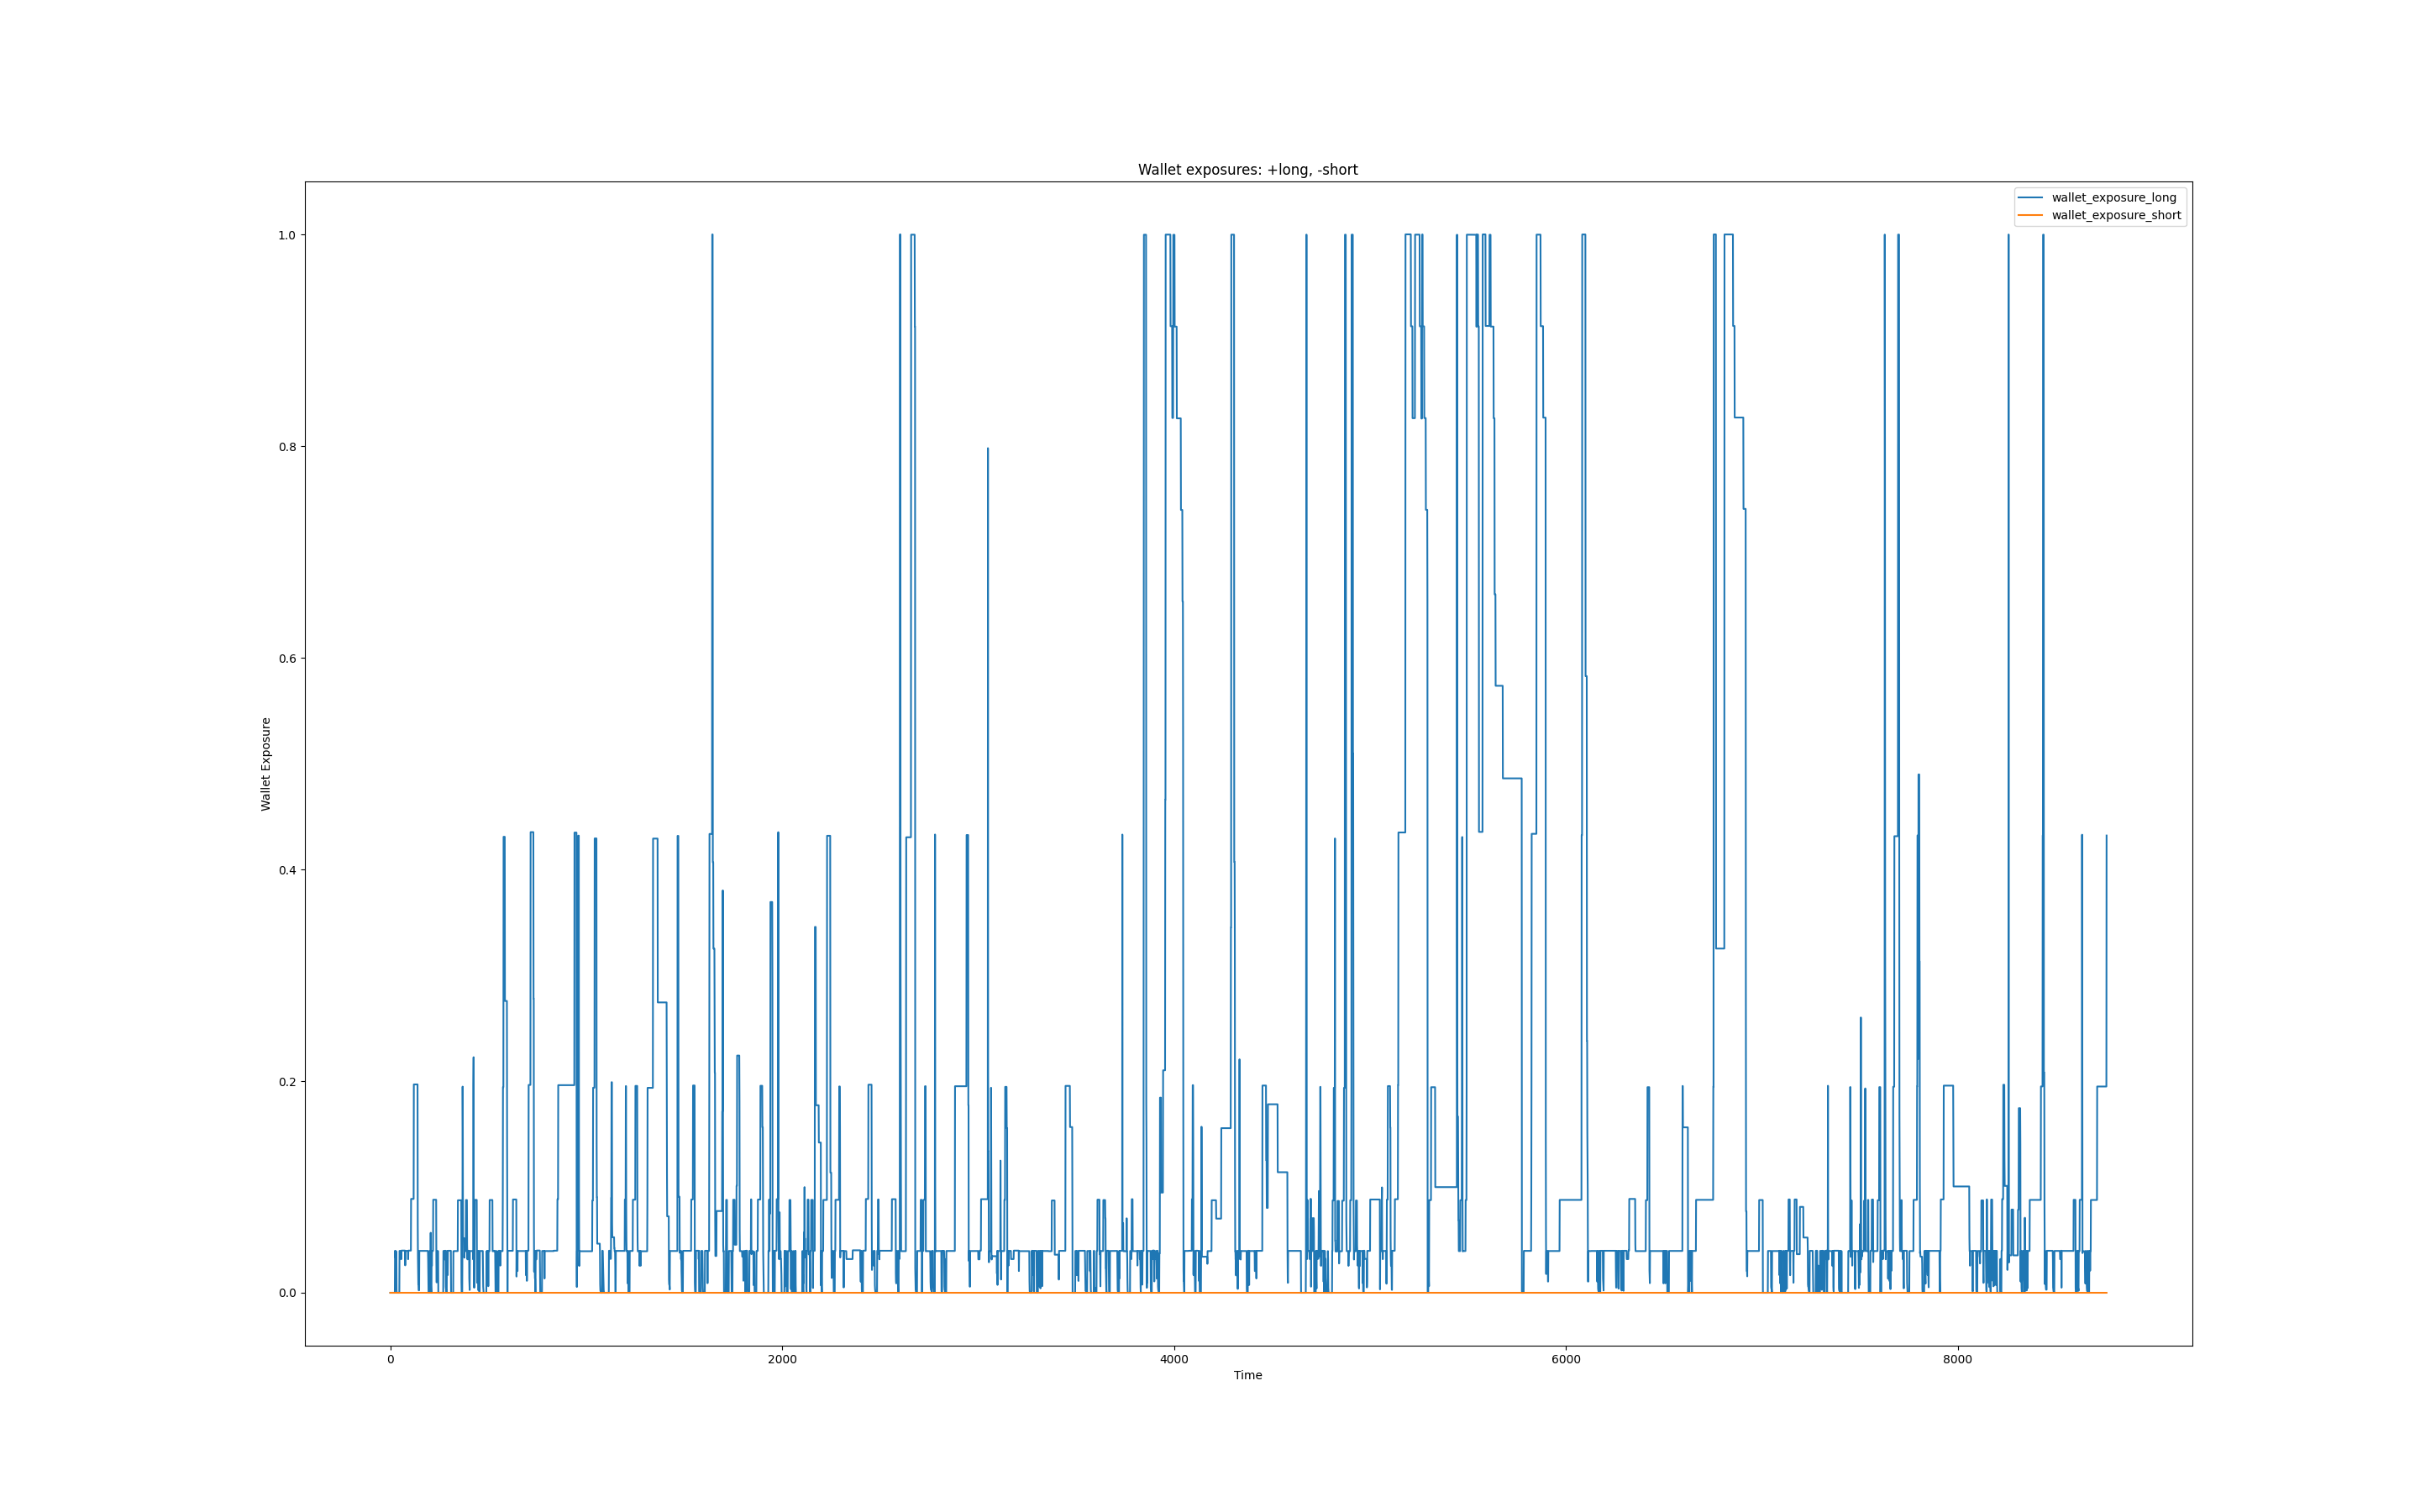 Wallet exposures: +long, -short
wallet_exposure_long
wallet_exposure_short
1.0
0.8
0.6
0.4
0.2
0.0
Wallet Exposure
0 2000 4000 6000 8000
Time